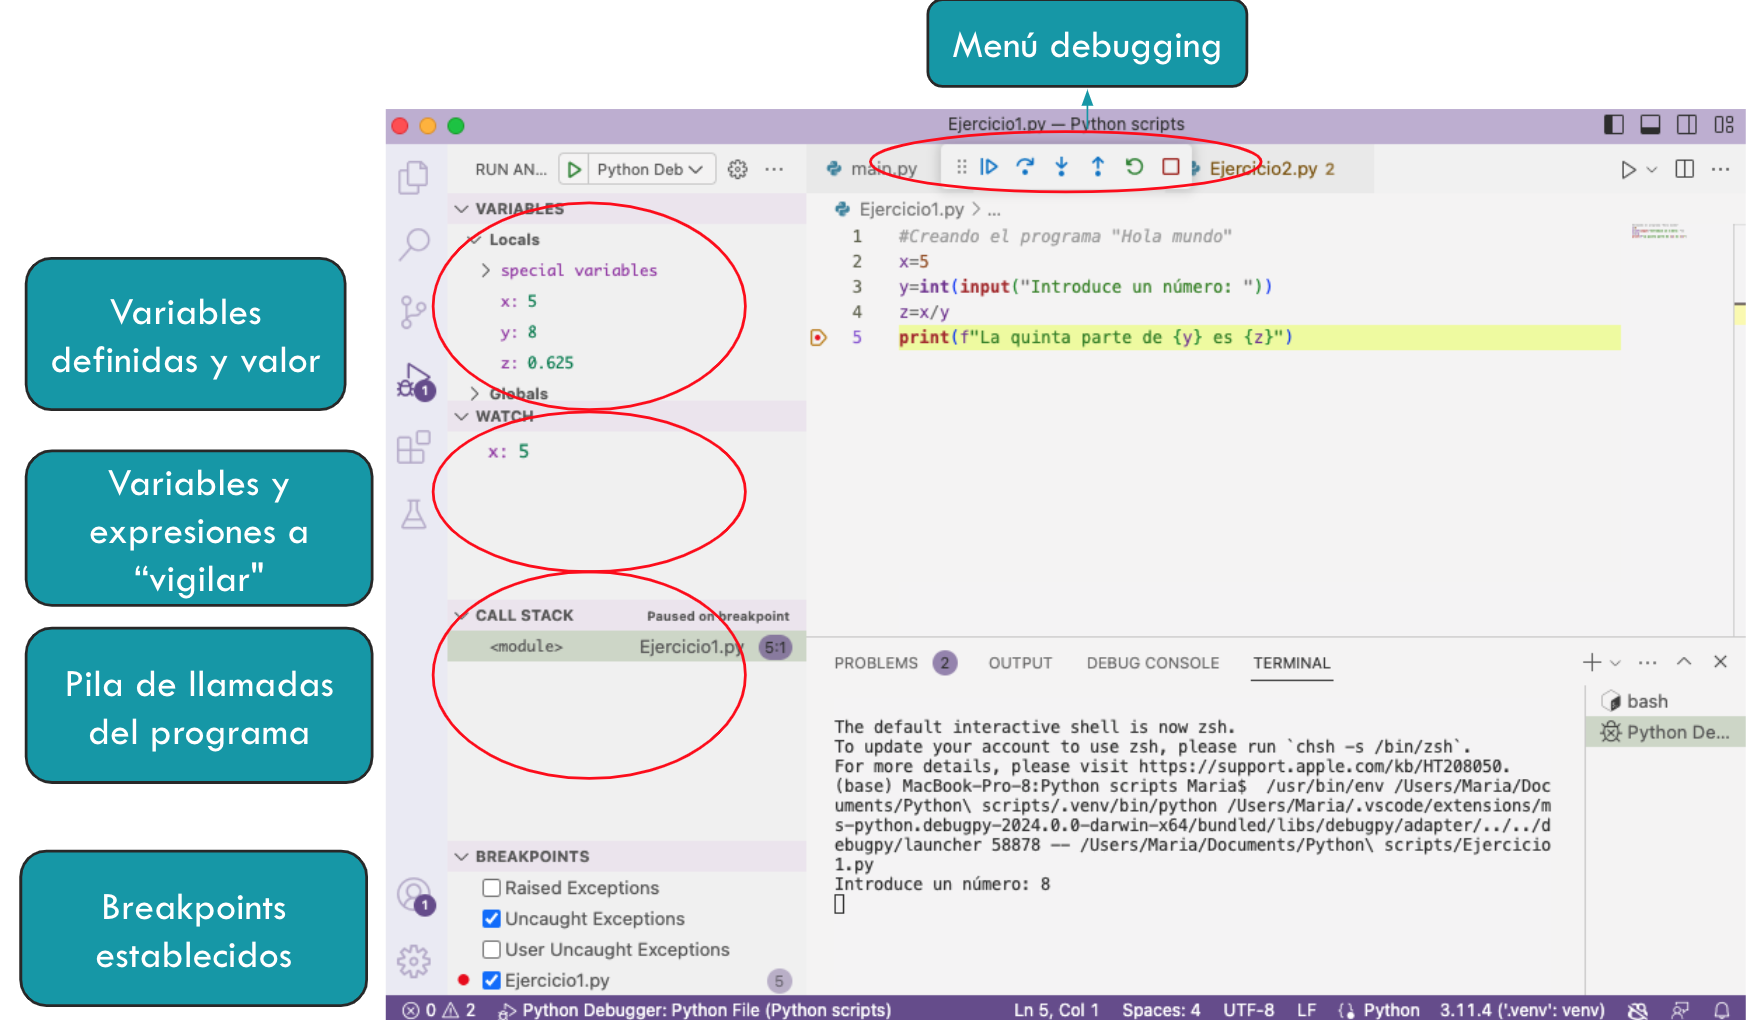 Menú debugging
Ejercicio1.py — Python scripts
RUN AN...
Python Deb
main.py
Ejercicio2.py 2
VARIABLES
Locals
special variables
x: 5
y: 8
z: 0.625
Globals
WATCH
x: 5
CALL STACK
Paused on breakpoint
<module>
Ejercicio1.py
5:1
BREAKPOINTS
Raised Exceptions
Uncaught Exceptions
User Uncaught Exceptions
Ejercicio1.py
5
1
1
Variables
definidas y valor
Variables y
expresiones a
“vigilar"
Pila de llamadas
del programa
Breakpoints
establecidos
Ejercicio1.py > ...
1 #Creando el programa "Hola mundo"
2 x=5
3 y=int(input("Introduce un número: "))
4 z=x/y
5 print(f"La quinta parte de {y} es {z}")
PROBLEMS 2 OUTPUT DEBUG CONSOLE TERMINAL
bash
Python De...
The default interactive shell is now zsh.
To update your account to use zsh, please run `chsh -s /bin/zsh`.
For more details, please visit https://support.apple.com/kb/HT208050.
(base) MacBook-Pro-8:Python scripts Maria$  /usr/bin/env /Users/Maria/Doc
uments/Python\ scripts/.venv/bin/python /Users/Maria/.vscode/extensions/m
s-python.debugpy-2024.0.0-darwin-x64/bundled/libs/debugpy/adapter/../../d
ebugpy/launcher 58878 -- /Users/Maria/Documents/Python\ scripts/Ejercicio
1.py
Introduce un número: 8
0 2 Python Debugger: Python File (Python scripts) Ln 5, Col 1 Spaces: 4 UTF-8 LF Python 3.11.4 ('.venv': venv)